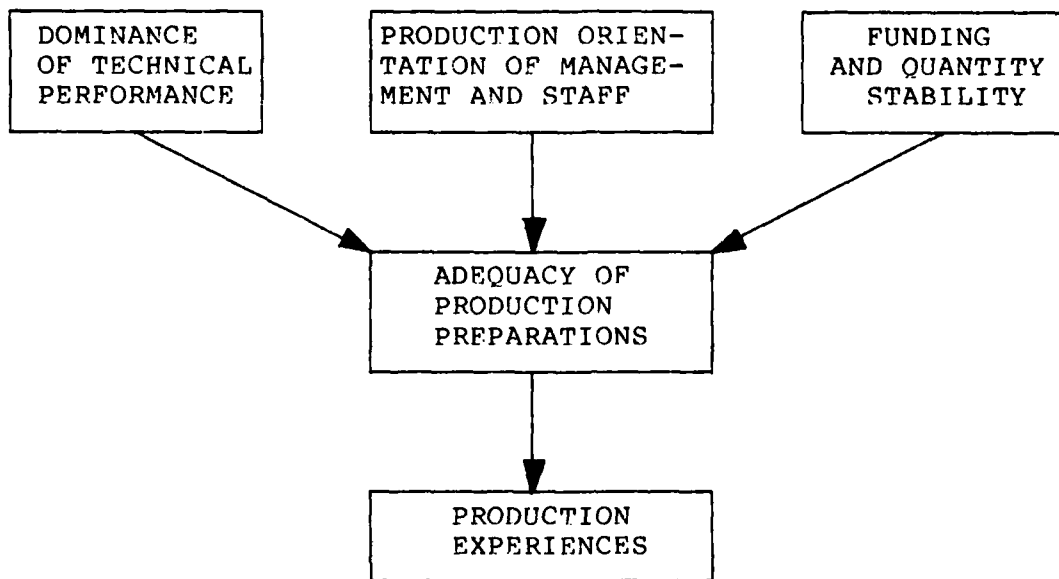 DOMINANCE
OF TECHNICAL
PERFORMANCE
PRODUCTION ORIEN-
TATION OF MANAGE-
MENT AND STAFF
FUNDING
AND QUANTITY
STABILITY
ADEQUACY OF
PRODUCTION
PREPARATIONS
PRODUCTION
EXPERIENCES